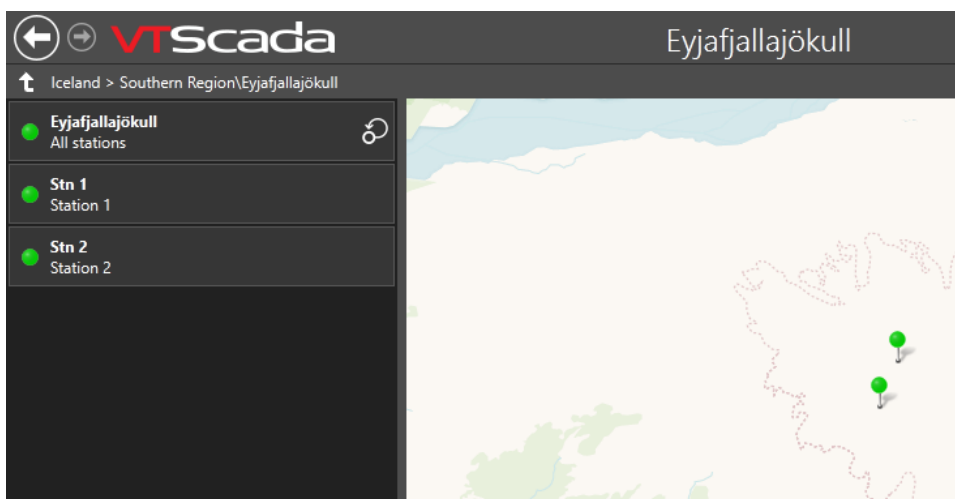 VTScada
Eyjafjallajökull
Iceland > Southern Region\Eyjafjallajökull
Eyjafjallajökull
All stations
Stn 1
Station 1
Stn 2
Station 2